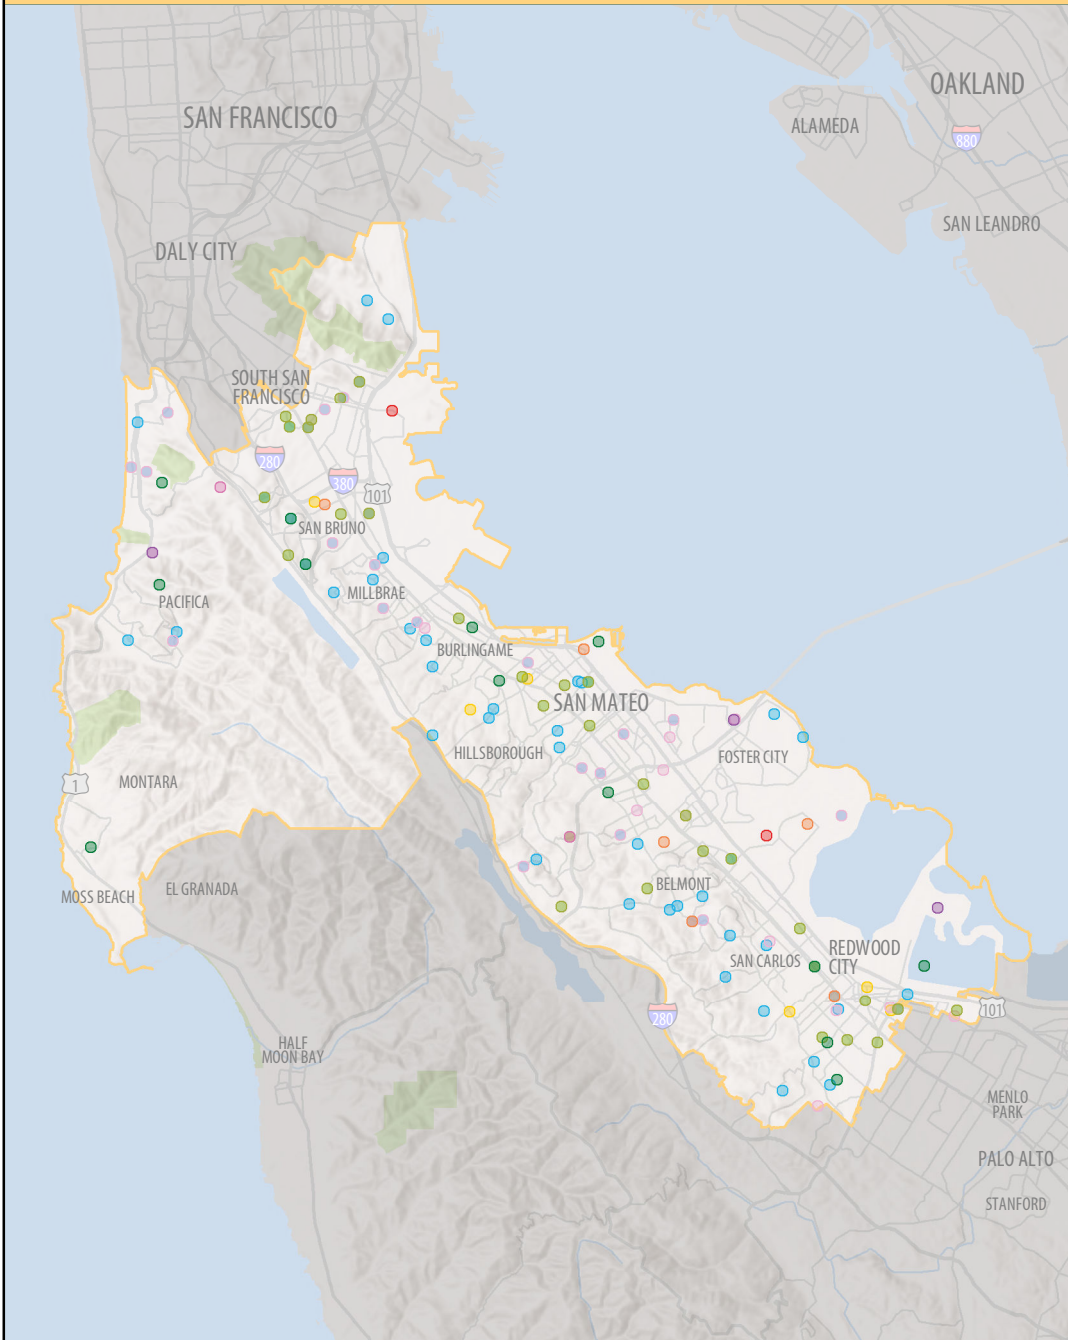 OAKLAND
SAN FRANCISCO
ALAMEDA
880
SAN LEANDRO
DALY CITY
SOUTH SAN
FRANCISCO
280
380
101
SAN BRUNO
MILLBRAE
PACIFICA
BURLINGAME
SAN MATEO
HILLSBOROUGH
FOSTER CITY
1
MONTARA
BELMONT
EL GRANADA
MOSS BEACH
REDWOOD
CITY
SAN CARLOS
280
101
HALF
MOON BAY
MENLO
PARK
PALO ALTO
STANFORD